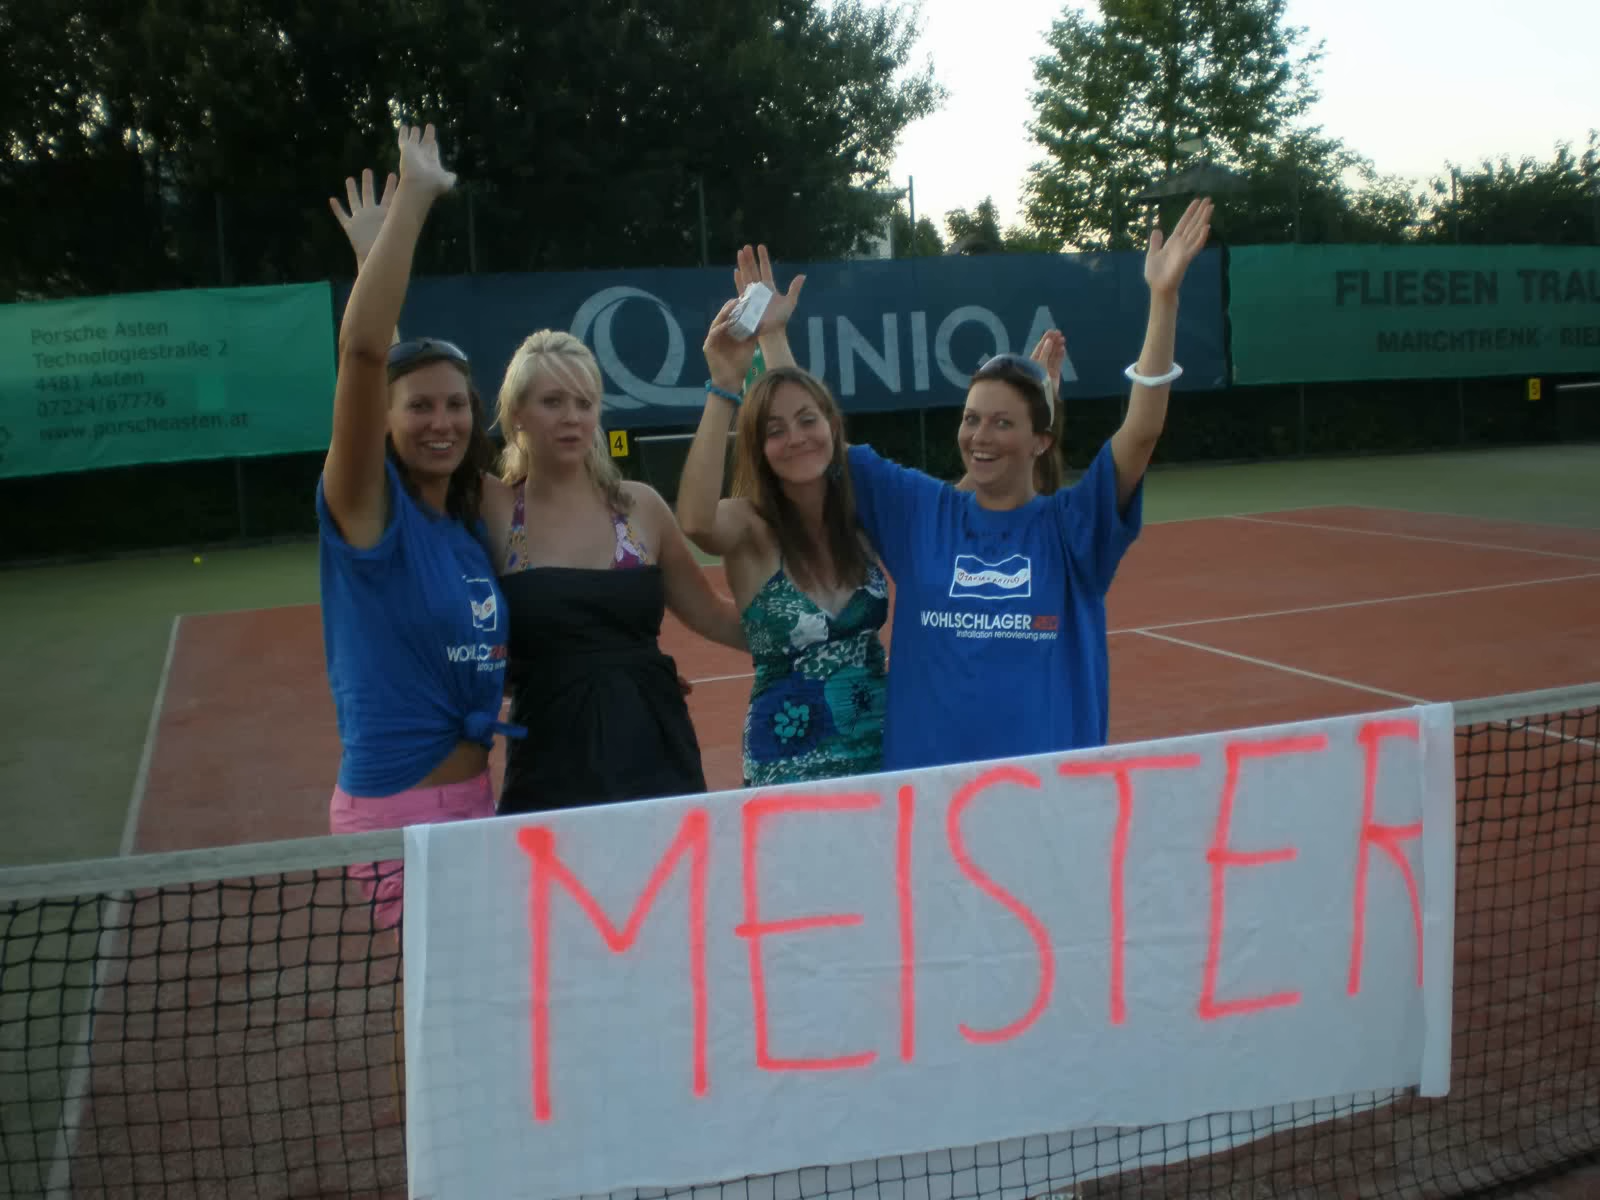 Porsche Asten
Technologiestraße 2
4481 Asten
07224/67776
www.porscheasten.at
UNIQA
FLIESEN
MARCHTRENK
4
5
WOHLSCHLAGER
installation renovierung service
MEISTER